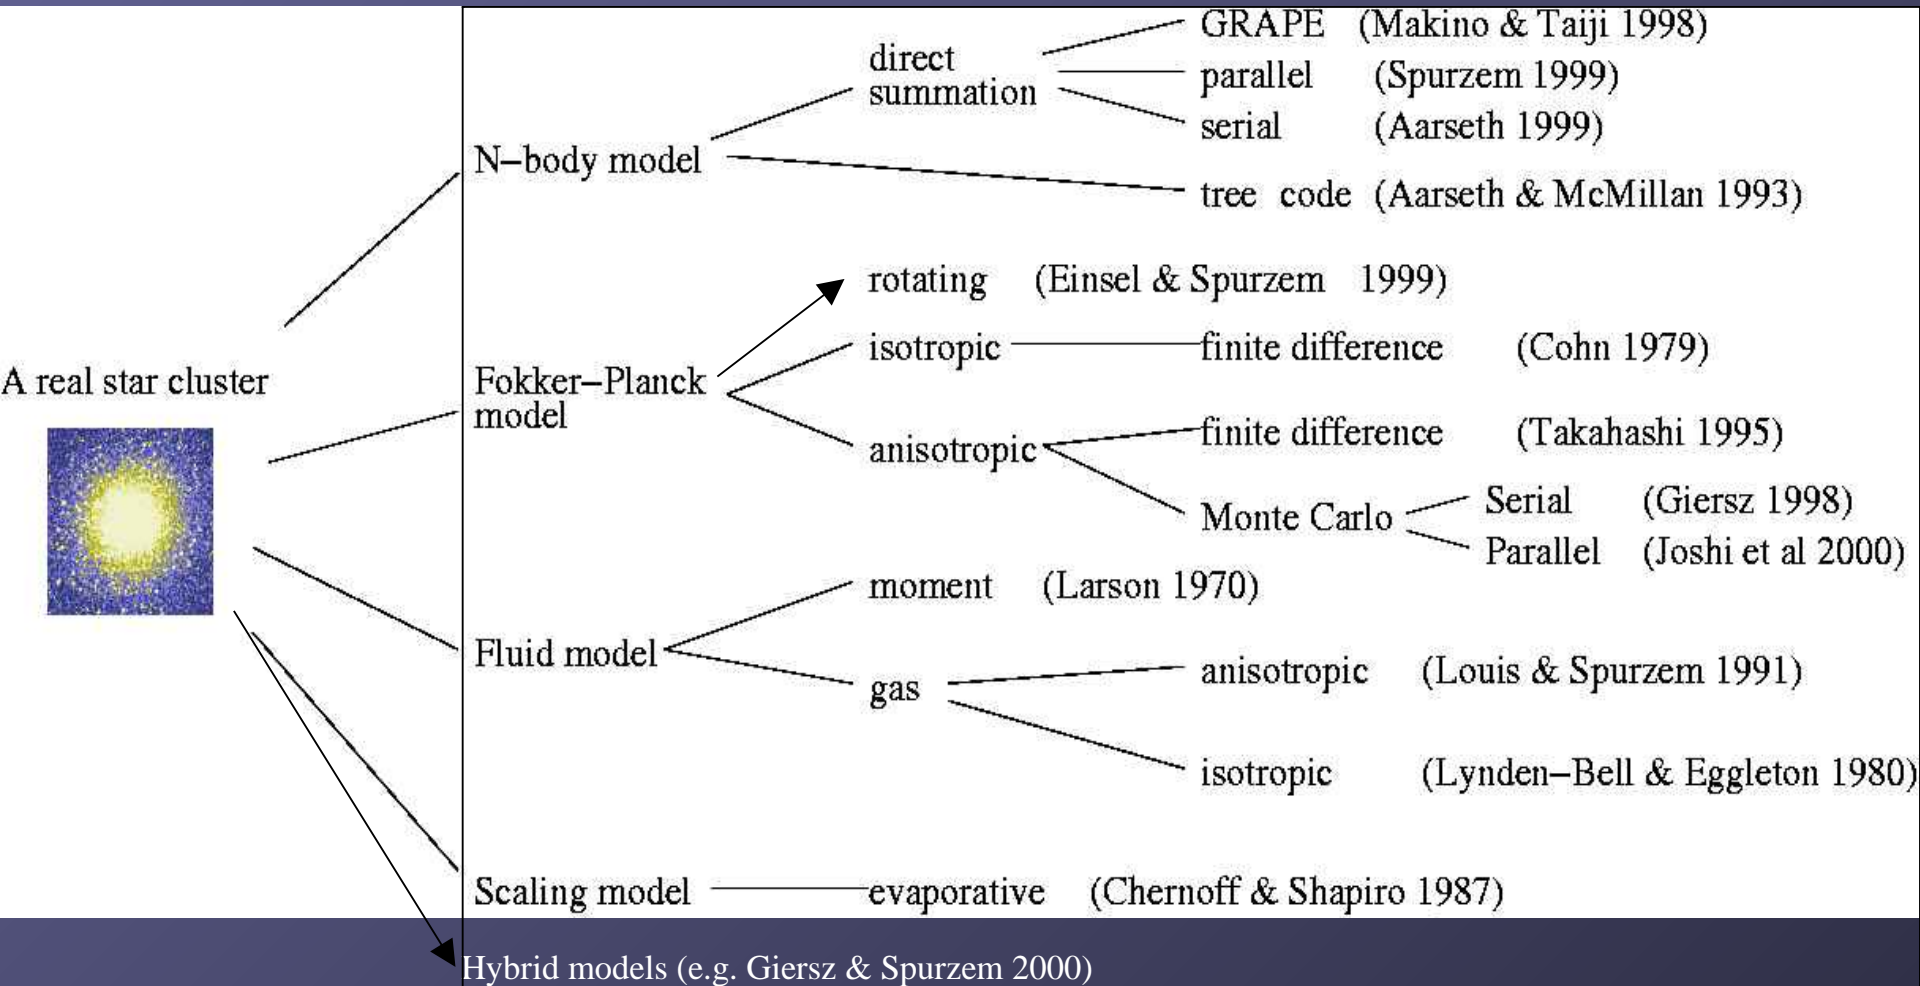 GRAPE (Makino & Taiji 1998)
direct
summation
parallel (Spurzem 1999)
serial (Aarseth 1999)
N–body model
tree code (Aarseth & McMillan 1993)
rotating (Einsel & Spurzem 1999)
isotropic finite difference (Cohn 1979)
A real star cluster
Fokker–Planck
model
anisotropic
finite difference (Takahashi 1995)
Monte Carlo
Serial (Giersz 1998)
Parallel (Joshi et al 2000)
moment (Larson 1970)
Fluid model
gas
anisotropic (Louis & Spurzem 1991)
isotropic (Lynden–Bell & Eggleton 1980)
Scaling model evaporative (Chernoff & Shapiro 1987)
Hybrid models (e.g. Giersz & Spurzem 2000)